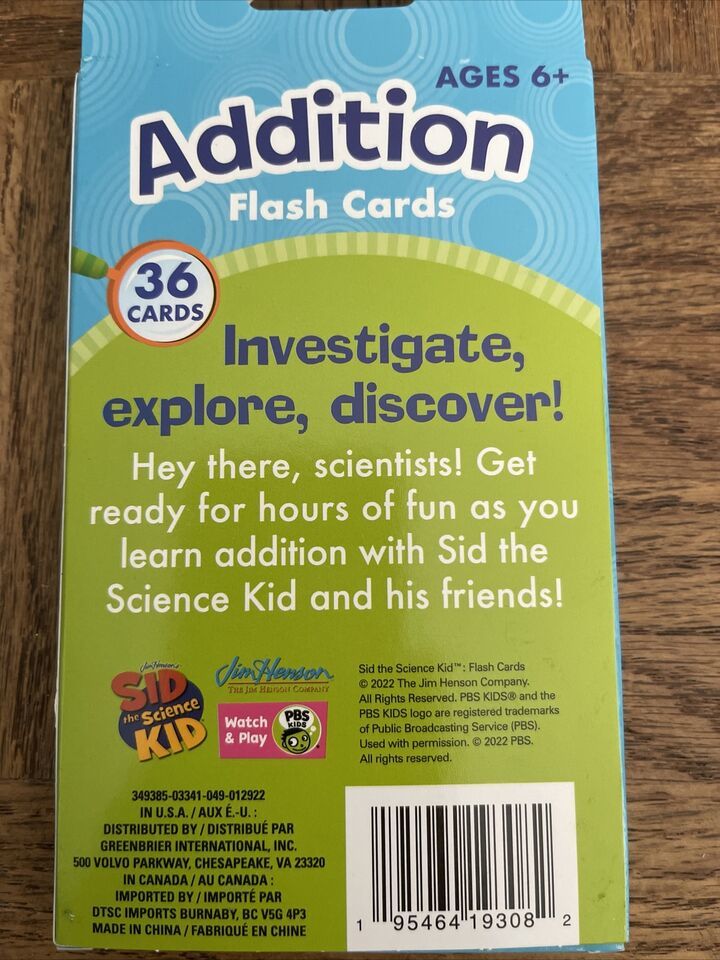 AGES 6+
Addition
Flash Cards
36
CARDS
Investigate,
explore, discover!
Hey there, scientists! Get
ready for hours of fun as you
learn addition with Sid the
Science Kid and his friends!
Jim Henson's
SID
the Science
KID
Jim Henson
THE JIM HENSON COMPANY
Watch
& Play
PBS
KIDS
Sid the Science Kid™: Flash Cards
© 2022 The Jim Henson Company.
All Rights Reserved. PBS KIDS® and the
PBS KIDS logo are registered trademarks
of Public Broadcasting Service (PBS).
Used with permission. © 2022 PBS.
All rights reserved.
349385-03341-049-012922
IN U.S.A. / AUX É.-U. :
DISTRIBUTED BY / DISTRIBUÉ PAR
GREENBRIER INTERNATIONAL, INC.
500 VOLVO PARKWAY, CHESAPEAKE, VA 23320
IN CANADA / AU CANADA :
IMPORTED BY / IMPORTÉ PAR
DTSC IMPORTS BURNABY, BC V5G 4P3
MADE IN CHINA / FABRIQUÉ EN CHINE
1 95464 19308 2